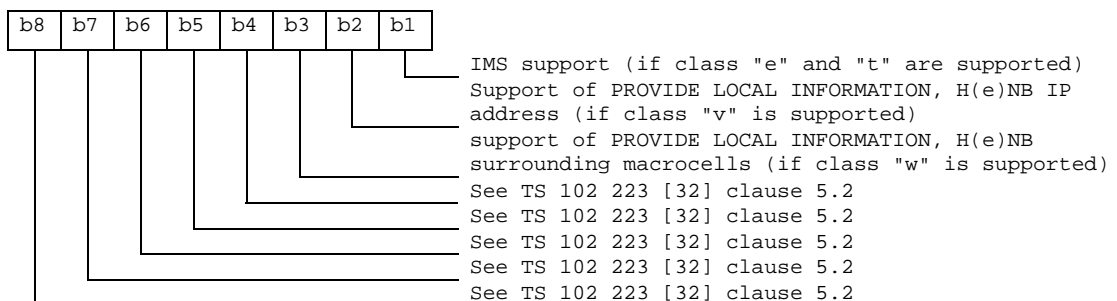 b8 b7 b6 b5 b4 b3 b2 b1
IMS support (if class "e" and "t" are supported)
Support of PROVIDE LOCAL INFORMATION, H(e)NB IP
address (if class "v" is supported)
support of PROVIDE LOCAL INFORMATION, H(e)NB
surrounding macrocells (if class "w" is supported)
See TS 102 223 [32] clause 5.2
See TS 102 223 [32] clause 5.2
See TS 102 223 [32] clause 5.2
See TS 102 223 [32] clause 5.2
See TS 102 223 [32] clause 5.2